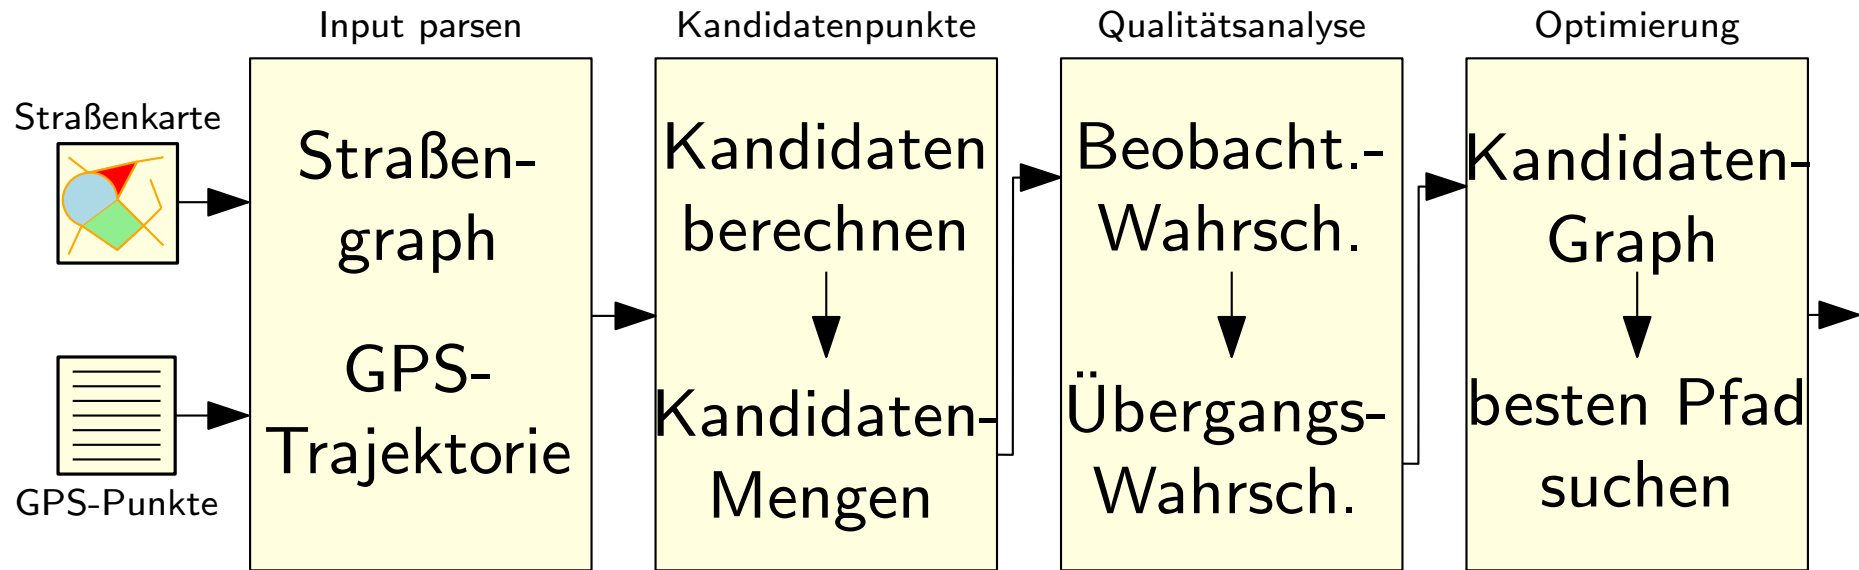 Input parsen
Kandidatenpunkte
Qualitätsanalyse
Optimierung
Straßenkarte
GPS-Punkte
Straßen-
graph
GPS-
Trajektorie
Kandidaten
berechnen
Kandidaten-
Mengen
Beobacht.-
Wahrsch.
Übergangs-
Wahrsch.
Kandidaten-
Graph
besten Pfad
suchen